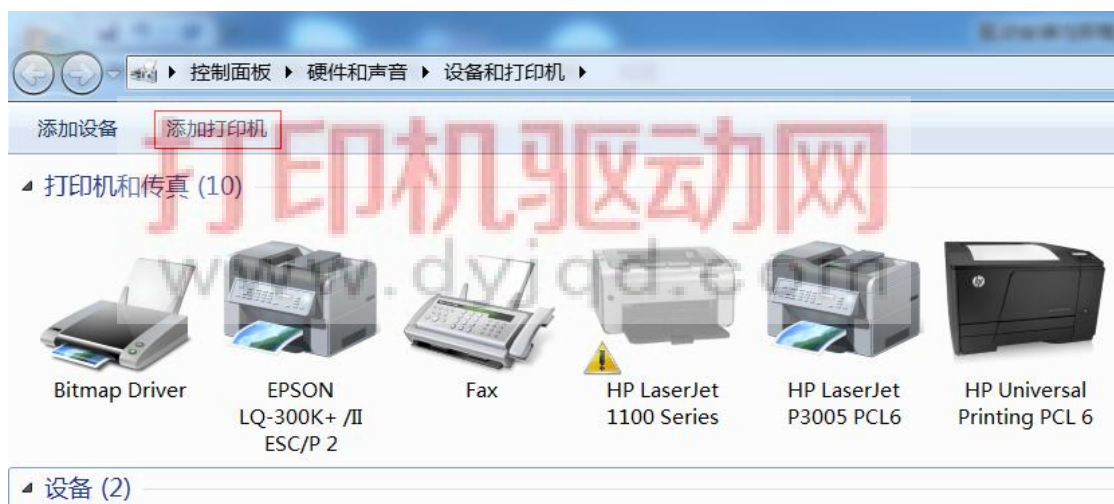 控制面板 ▸ 硬件和声音 ▸ 设备和打印机 ▸
添加设备 添加打印机
打印机驱动网
打印机和传真 (10)
www.dyjqd.com
Bitmap Driver
EPSON
LQ-300K+ /II
ESC/P 2
Fax
HP LaserJet
1100 Series
HP LaserJet
P3005 PCL6
HP Universal
Printing PCL 6
设备 (2)